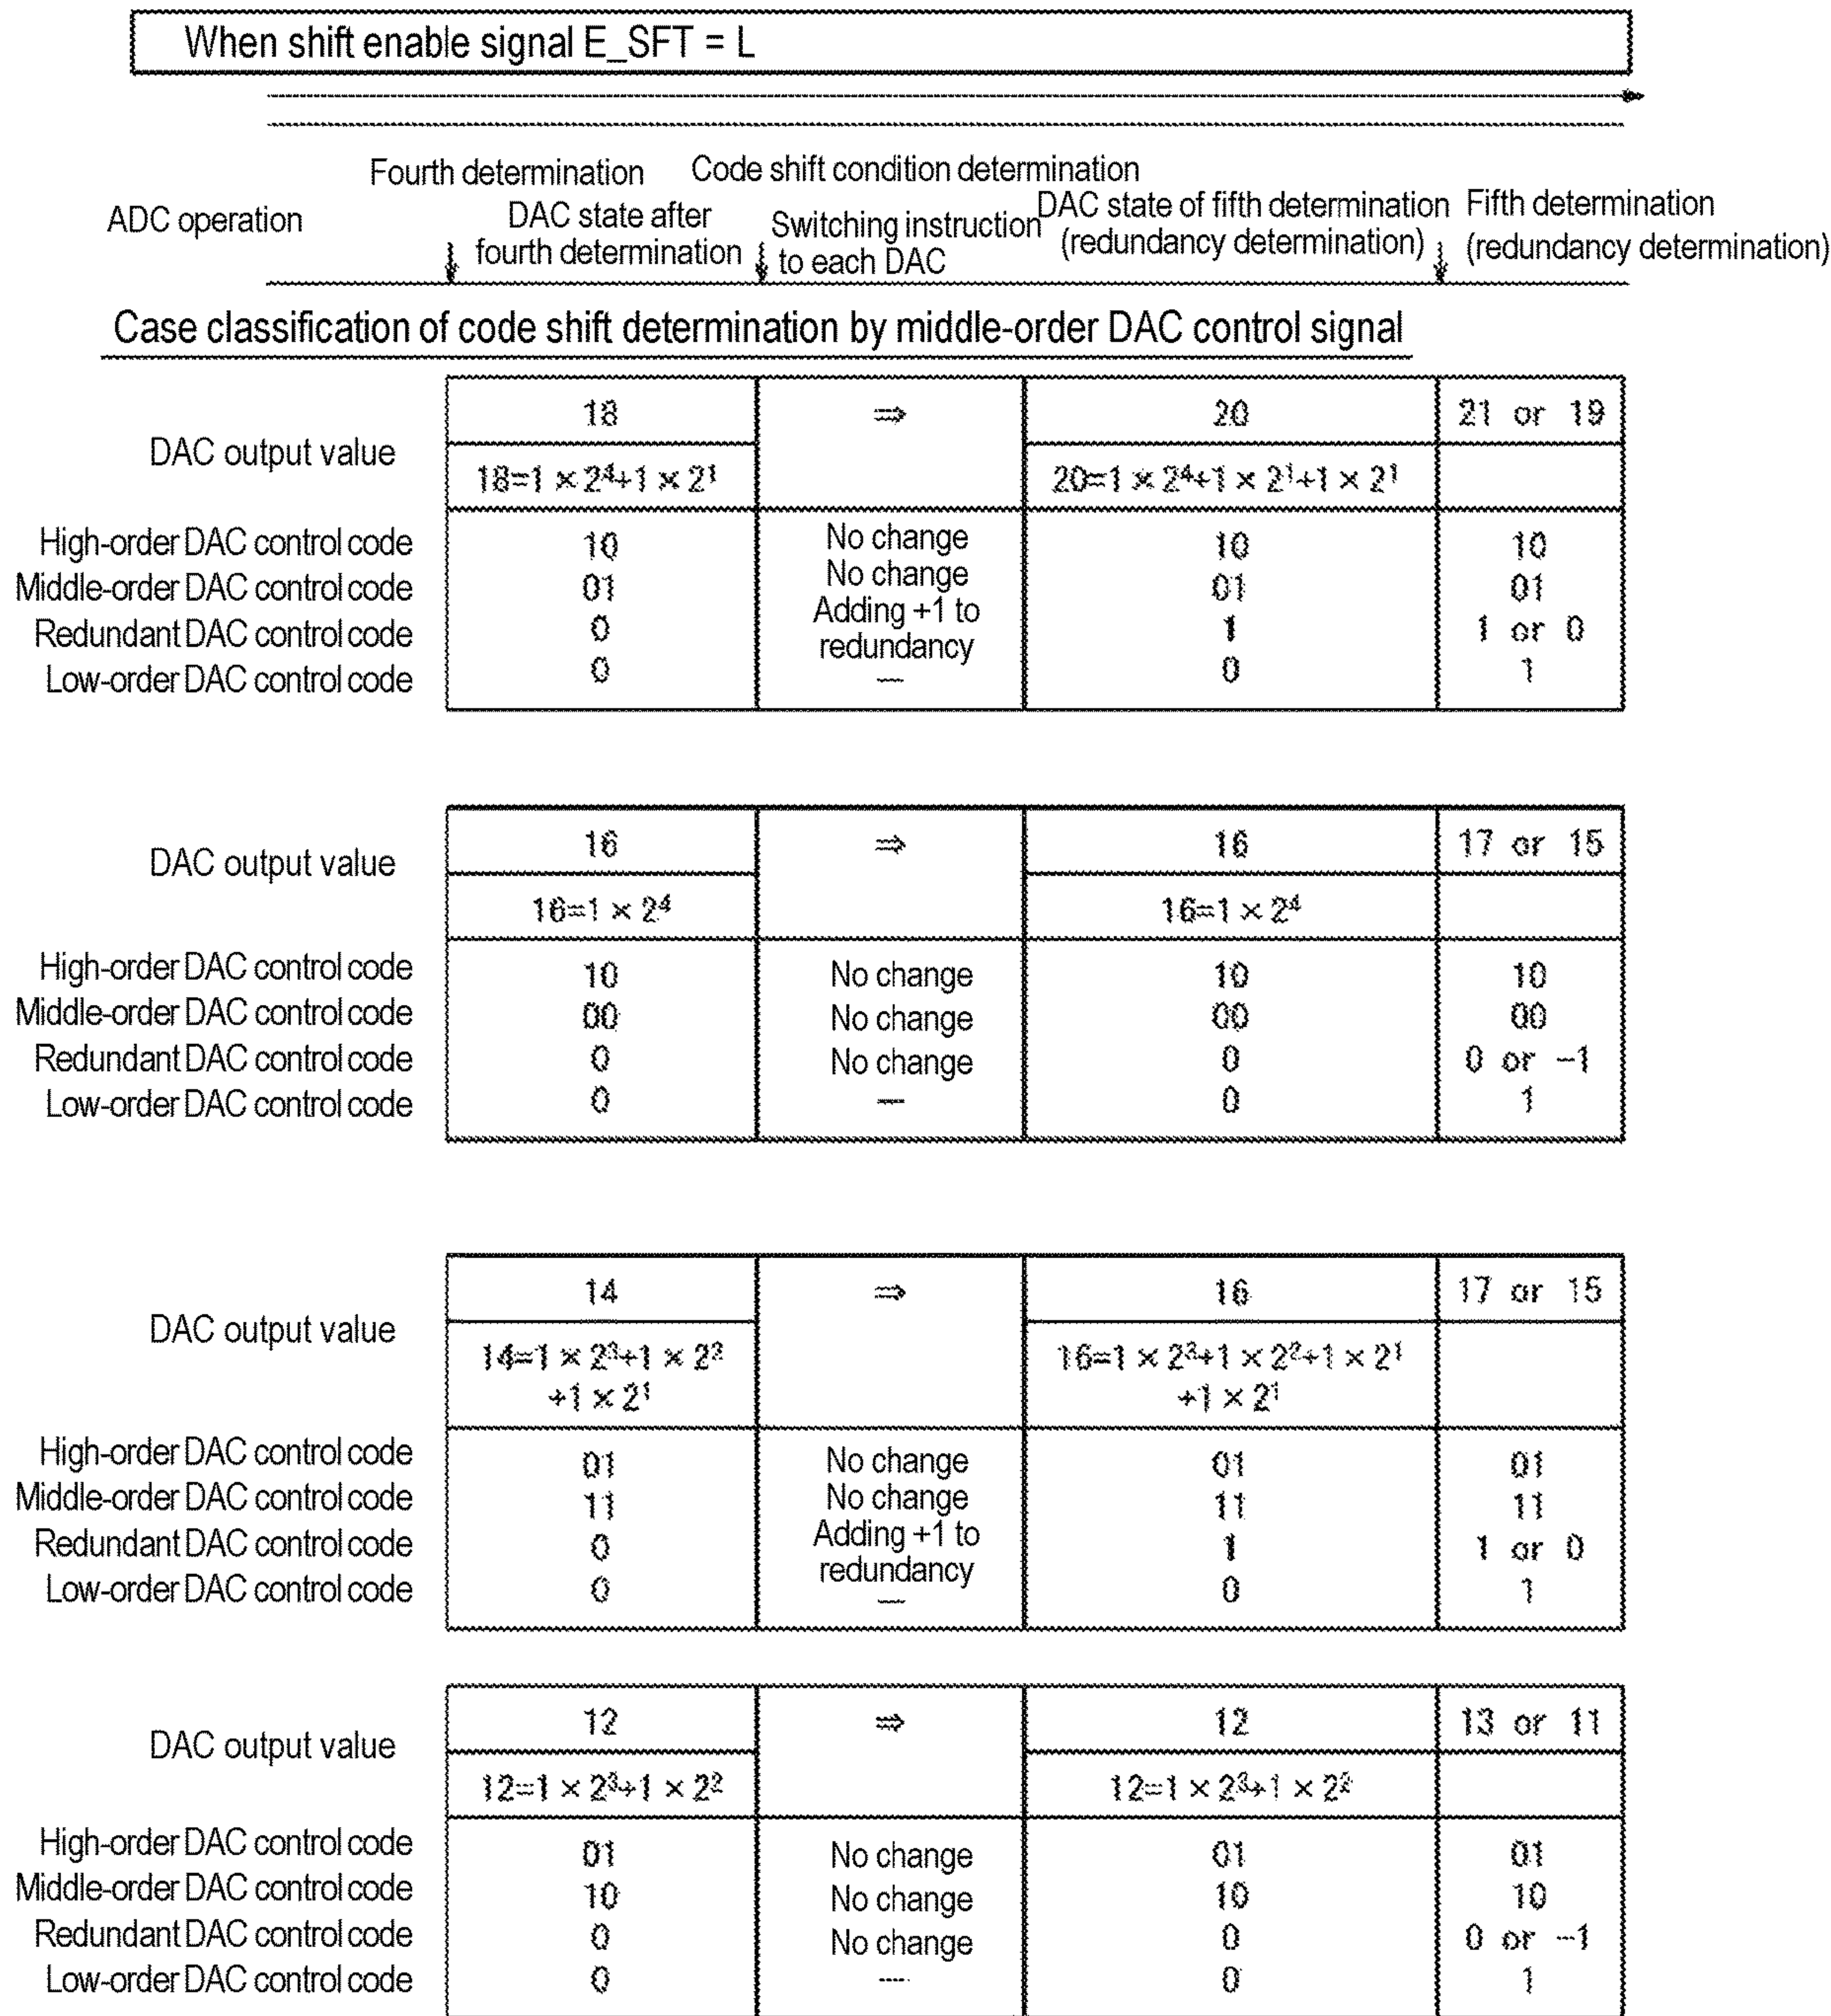 When shift enable signal E_SFT = L
Fourth determination
Code shift condition determination
ADC operation
DAC state after
fourth determination
Switching instruction
to each DAC
DAC state of fifth determination
(redundancy determination)
Fifth determination
(redundancy determination)
Case classification of code shift determination by middle-order DAC control signal
DAC output value
18 ⇒ 20 21 or 19
18=1 × 2⁴+1 × 2¹ 20=1 × 2⁴+1 × 2¹+1 × 2¹
High-order DAC control code 10 No change 10 10
Middle-order DAC control code 01 No change 01 01
Redundant DAC control code 0 Adding +1 to 1 1 or 0
redundancy
Low-order DAC control code 0 — 0 1
DAC output value
16 ⇒ 16 17 or 15
16=1 × 2⁴ 16=1 × 2⁴
High-order DAC control code 10 No change 10 10
Middle-order DAC control code 00 No change 00 00
Redundant DAC control code 0 No change 0 0 or −1
Low-order DAC control code 0 — 0 1
DAC output value
14 ⇒ 16 17 or 15
14=1 × 2³+1 × 2² 16=1 × 2³+1 × 2²+1 × 2¹
+1 × 2¹ +1 × 2¹
High-order DAC control code 01 No change 01 01
Middle-order DAC control code 11 No change 11 11
Redundant DAC control code 0 Adding +1 to 1 1 or 0
redundancy
Low-order DAC control code 0 — 0 1
DAC output value
12 ⇒ 12 13 or 11
12=1 × 2³+1 × 2² 12=1 × 2³+1 × 2²
High-order DAC control code 01 No change 01 01
Middle-order DAC control code 10 No change 10 10
Redundant DAC control code 0 No change 0 0 or −1
Low-order DAC control code 0 — 0 1